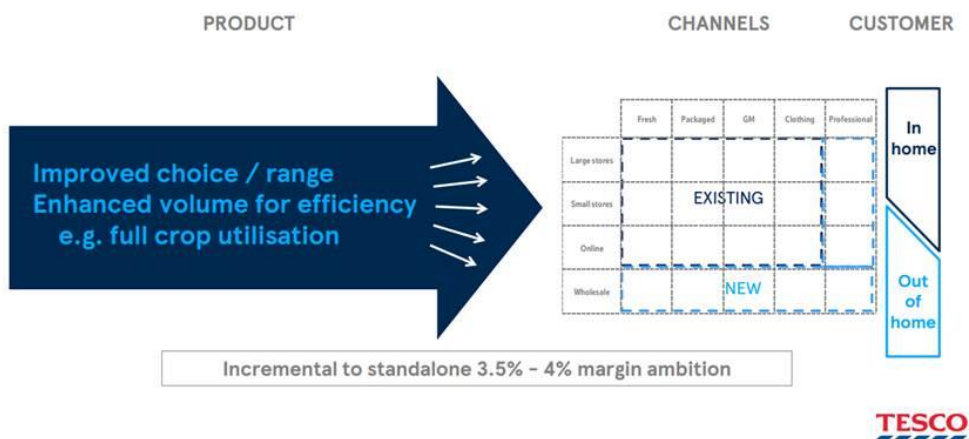 PRODUCT
CHANNELS
CUSTOMER
Improved choice / range
Enhanced volume for efficiency
e.g. full crop utilisation
Fresh
Packaged
GM
Clothing
Professional
Large stores
Small stores
Online
Wholesale
EXISTING
NEW
In
home
Out
of
home
Incremental to standalone 3.5% - 4% margin ambition
TESCO